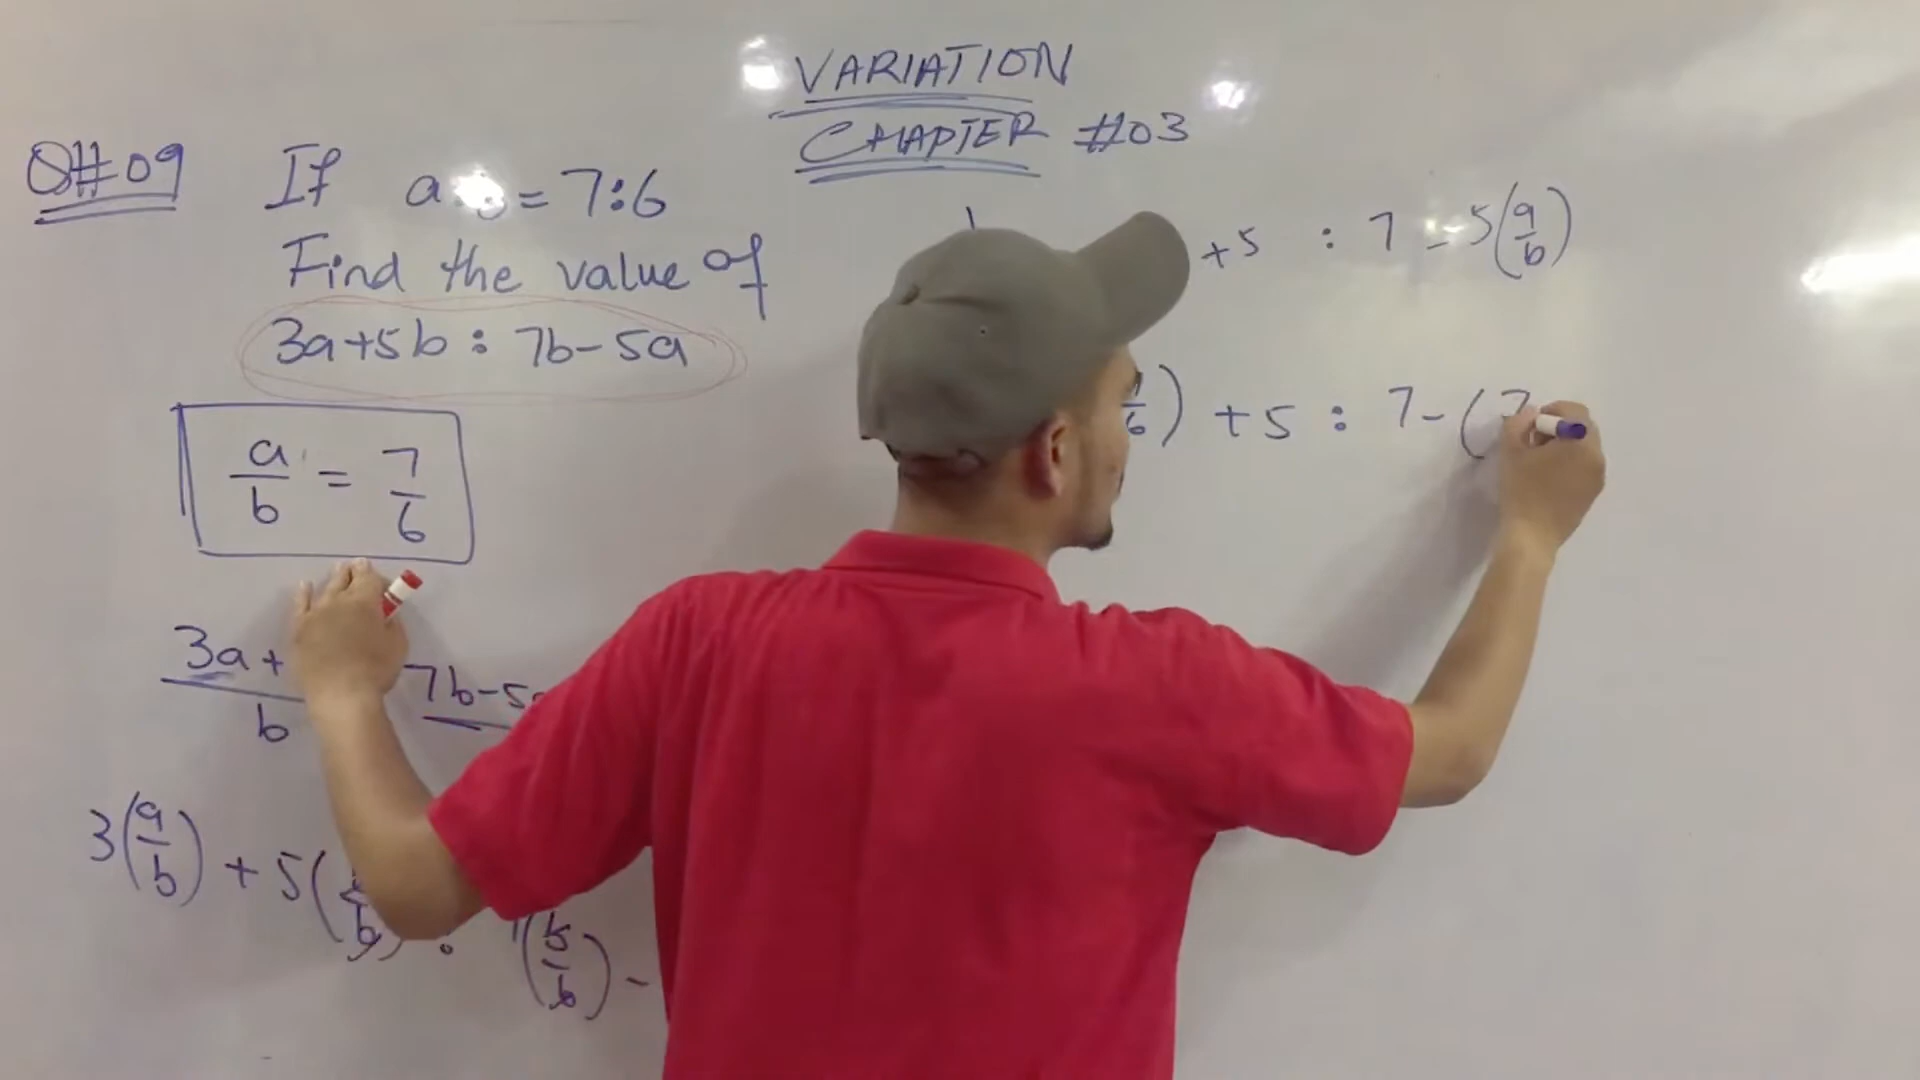 VARIATION
CHAPTER #03
Q#09 If a : = 7:6
Find the value of
3a+5b : 7b-5a
a/b = 7/6
3a+ 7b-5a
b
3(a/b) + 5(b/b) : (b/b) -
+5 : 7 - 5(a/b)
6) +5 : 7 - (7